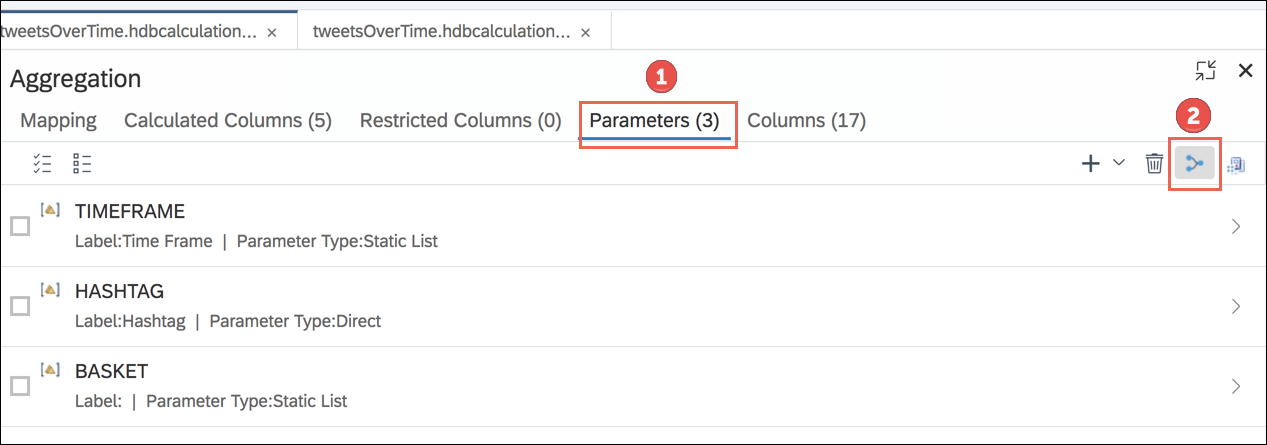 tweetsOverTime.hdbcalculation... × tweetsOverTime.hdbcalculation... ×
Aggregation
1
Mapping Calculated Columns (5) Restricted Columns (0) Parameters (3) Columns (17)
2
TIMEFRAME
Label:Time Frame | Parameter Type:Static List
HASHTAG
Label:Hashtag | Parameter Type:Direct
BASKET
Label: | Parameter Type:Static List